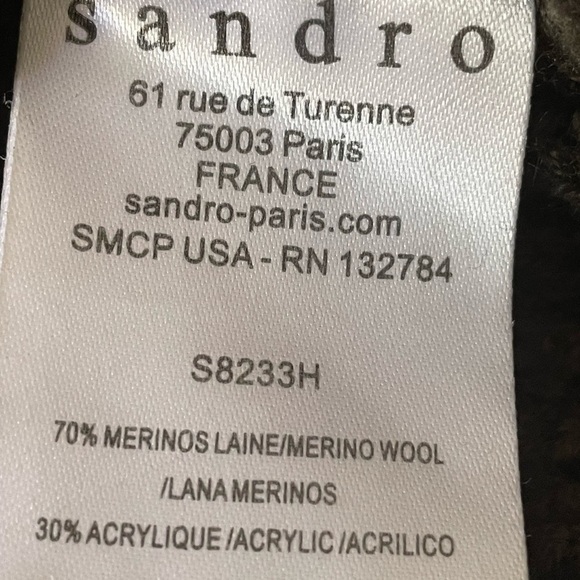 sandro
61 rue de Turenne
75003 Paris
FRANCE
sandro-paris.com
SMCP USA - RN 132784
S8233H
70% MERINOS LAINE/MERINO WOOL
/LANA MERINOS
30% ACRYLIQUE /ACRYLIC /ACRILICO